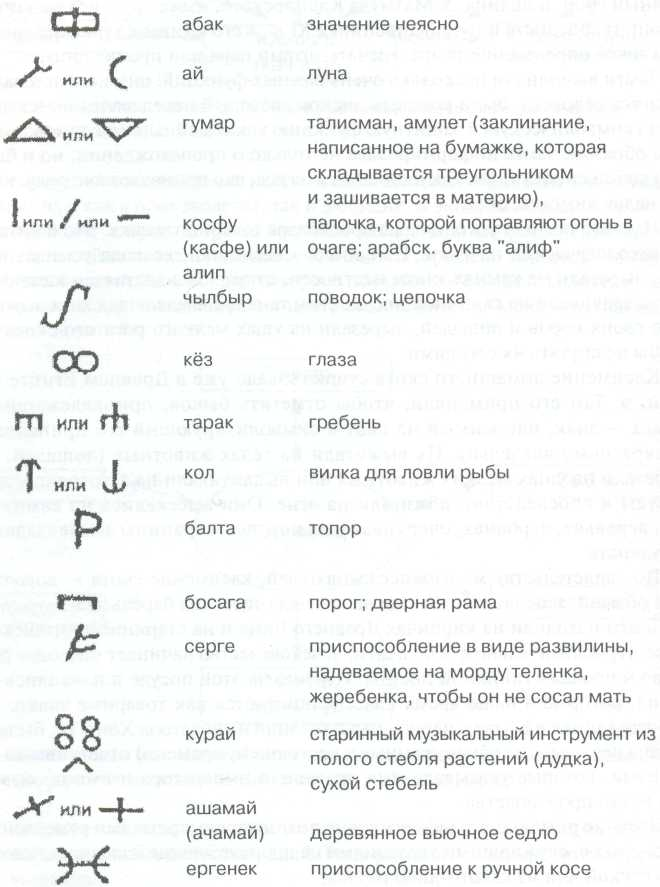 абак значение неясно
или ай луна
или гумар талисман, амулет (заклинание,
написанное на бумажке, которая
складывается треугольником
и зашивается в материю),
или или косфу палка, которой поправляют огонь в
(касфе) или очаге; арабск. буква "алиф"
алип
чылбыр поводок; цепочка
кёз глаза
или тарак гребень
или кол вилка для ловли рыбы
балта топор
босага порог; дверная рама
серге приспособление в виде развилины,
надеваемое на морду теленка,
жеребенка, чтобы он не сосал мать
курай старинный музыкальный инструмент из
полого стебля растений (дудка),
сухой стебель
или ашамай
(азамай) деревянное вьючное седло
ергенек приспособление к ручной косе